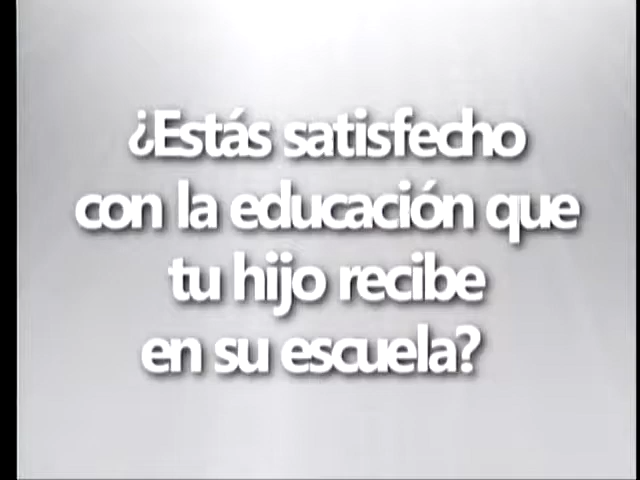 ¿Estás satisfecho
con la educación que
tu hijo recibe
en su escuela?